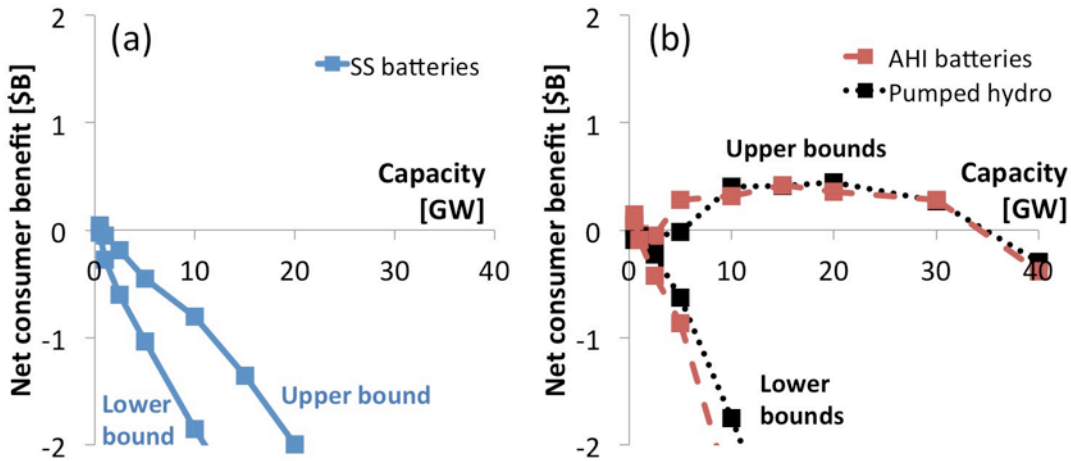 (a)
Net consumer benefit [$B]
2
1
0
-1
-2
SS batteries
Capacity
[GW]
0
10
20
30
40
Lower
bound
Upper bound
(b)
Net consumer benefit [$B]
2
1
0
-1
-2
AHI batteries
Pumped hydro
Upper bounds
Capacity
[GW]
0
10
20
30
40
Lower
bounds